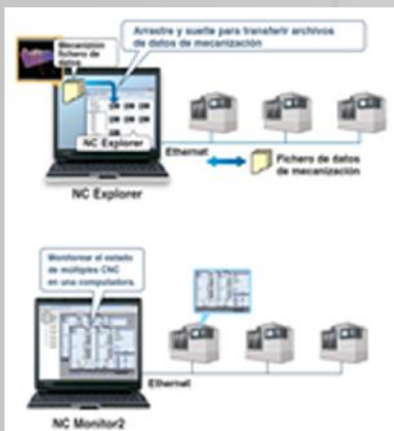 Arrastre y suelte para transferir archivos
de datos de mecanización
Mecanizion
fichero de
datos
NC Explorer
Ethernet
Fichero de datos
de mecanización
NC Explorer
Monitorear el estado
de múltiples CNC
en una computadora.
Ethernet
NC Monitor2